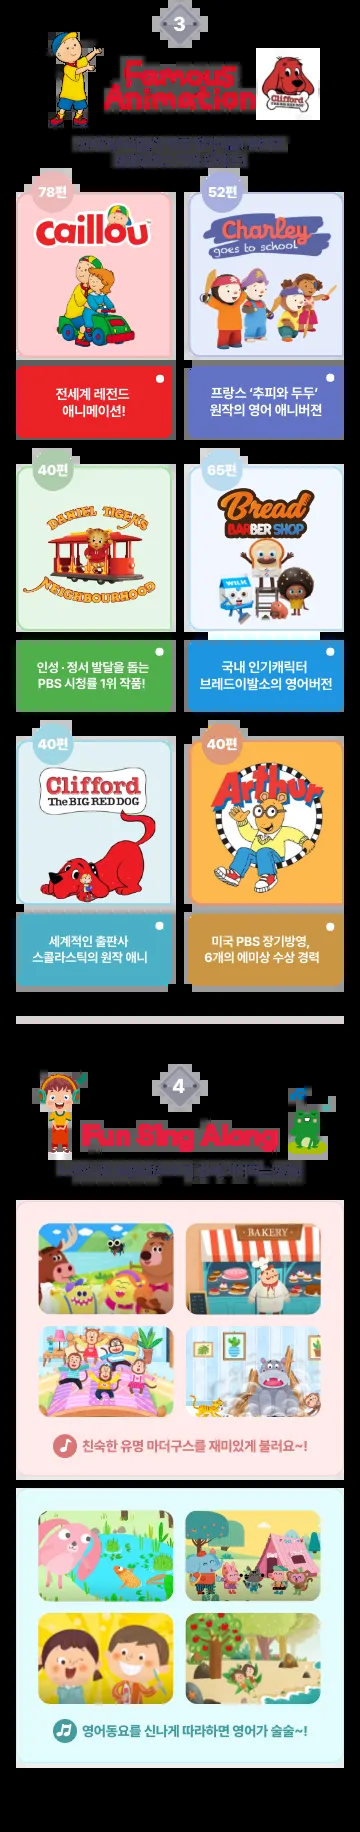 3
Famous
Animation
Clifford
THE BIG RED DOG
78편
52편
Caillou
Charley
goes to school
전세계 레전드
애니메이션!
프랑스 ‘추피와 두두’
원작의 영어 애니버젼
40편
65편
DANIEL TIGER'S
NEIGHBOURHOOD
Bread
BARBER SHOP
MILK
인성 · 정서 발달을 돕는
PBS 시청률 1위 작품!
국내 인기캐릭터
브레드이발소의 영어버전
40편
40편
Clifford
The BIG RED DOG
Arthur
세계적인 출판사
스콜라스틱의 원작 애니
미국 PBS 장기방영,
6개의 에미상 수상 경력
4
Fun Sing Along
BAKERY
친숙한 유명 마더구스를 재미있게 불러요~!
영어동요를 신나게 따라하면 영어가 술술~!